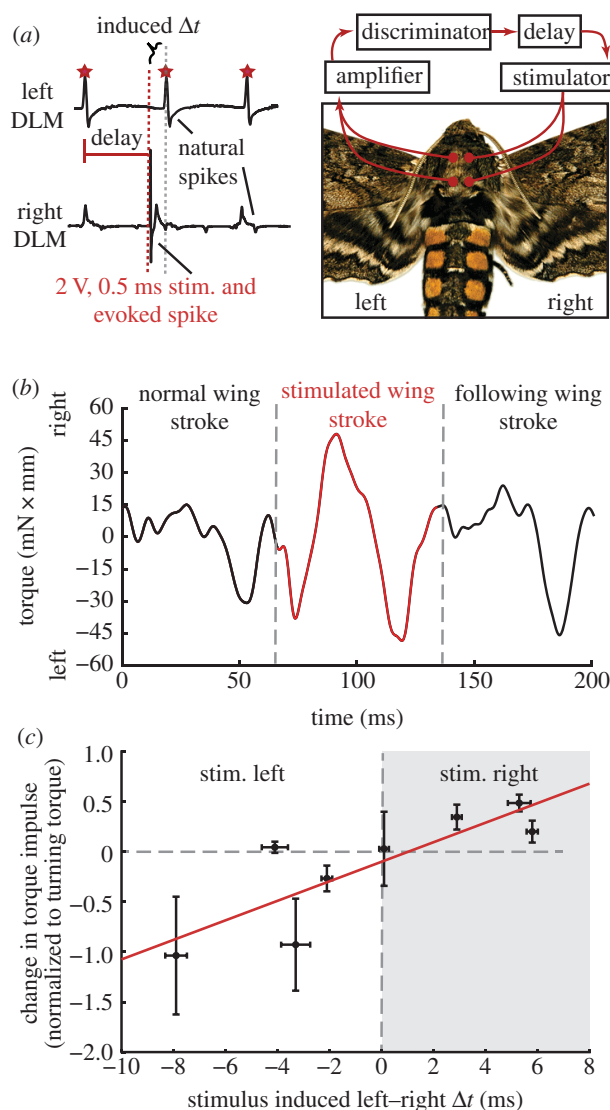 (a)
induced Δt
left
DLM
delay
natural
spikes
right
DLM
2 V, 0.5 ms stim. and
evoked spike
discriminator
delay
amplifier
stimulator
left
right
(b)
normal wing
stroke
stimulated wing
stroke
following wing
stroke
right
60
45
30
15
0
−15
−30
−45
−60
left
torque (mN × mm)
0
50
100
150
200
time (ms)
(c)
stim. left
stim. right
1.0
0.5
0
−0.5
−1.0
−1.5
−2.0
change in torque impulse
(normalized to turning torque)
−10
−8
−6
−4
−2
0
2
4
6
8
stimulus induced left–right Δt (ms)